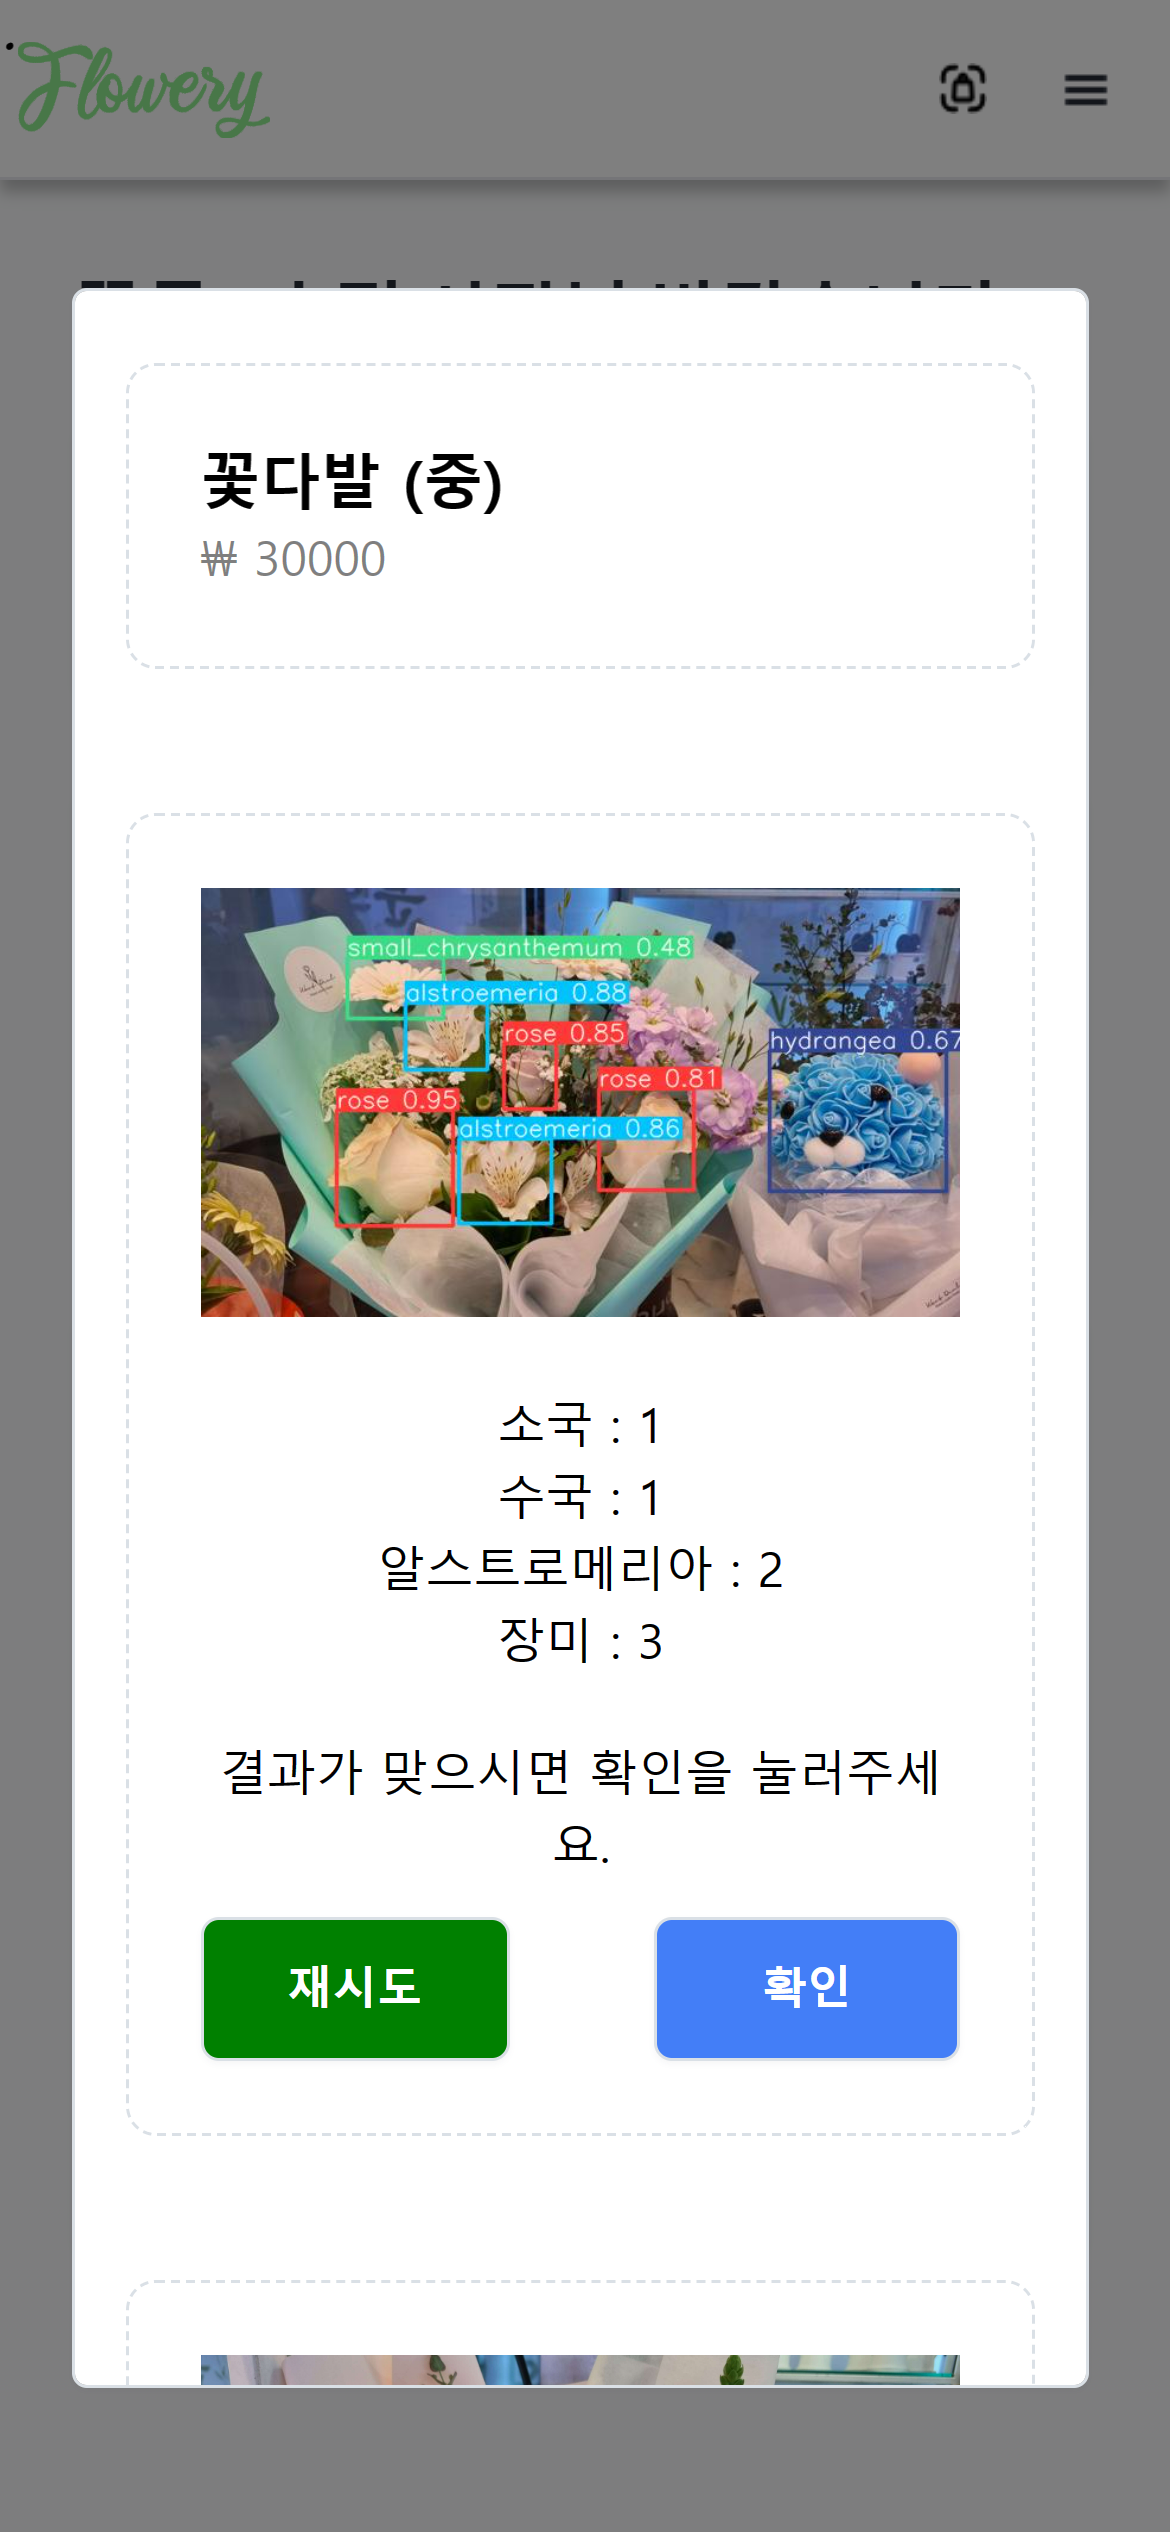 Flowery
꽃다발 (중)
₩ 30000
small_chrysanthemum 0.48
alstroemeria 0.88
rose 0.85
hydrangea 0.67
rose 0.81
rose 0.95
alstroemeria 0.86
소국 : 1
수국 : 1
알스트로메리아 : 2
장미 : 3
결과가 맞으시면 확인을 눌러주세
요.
재시도
확인